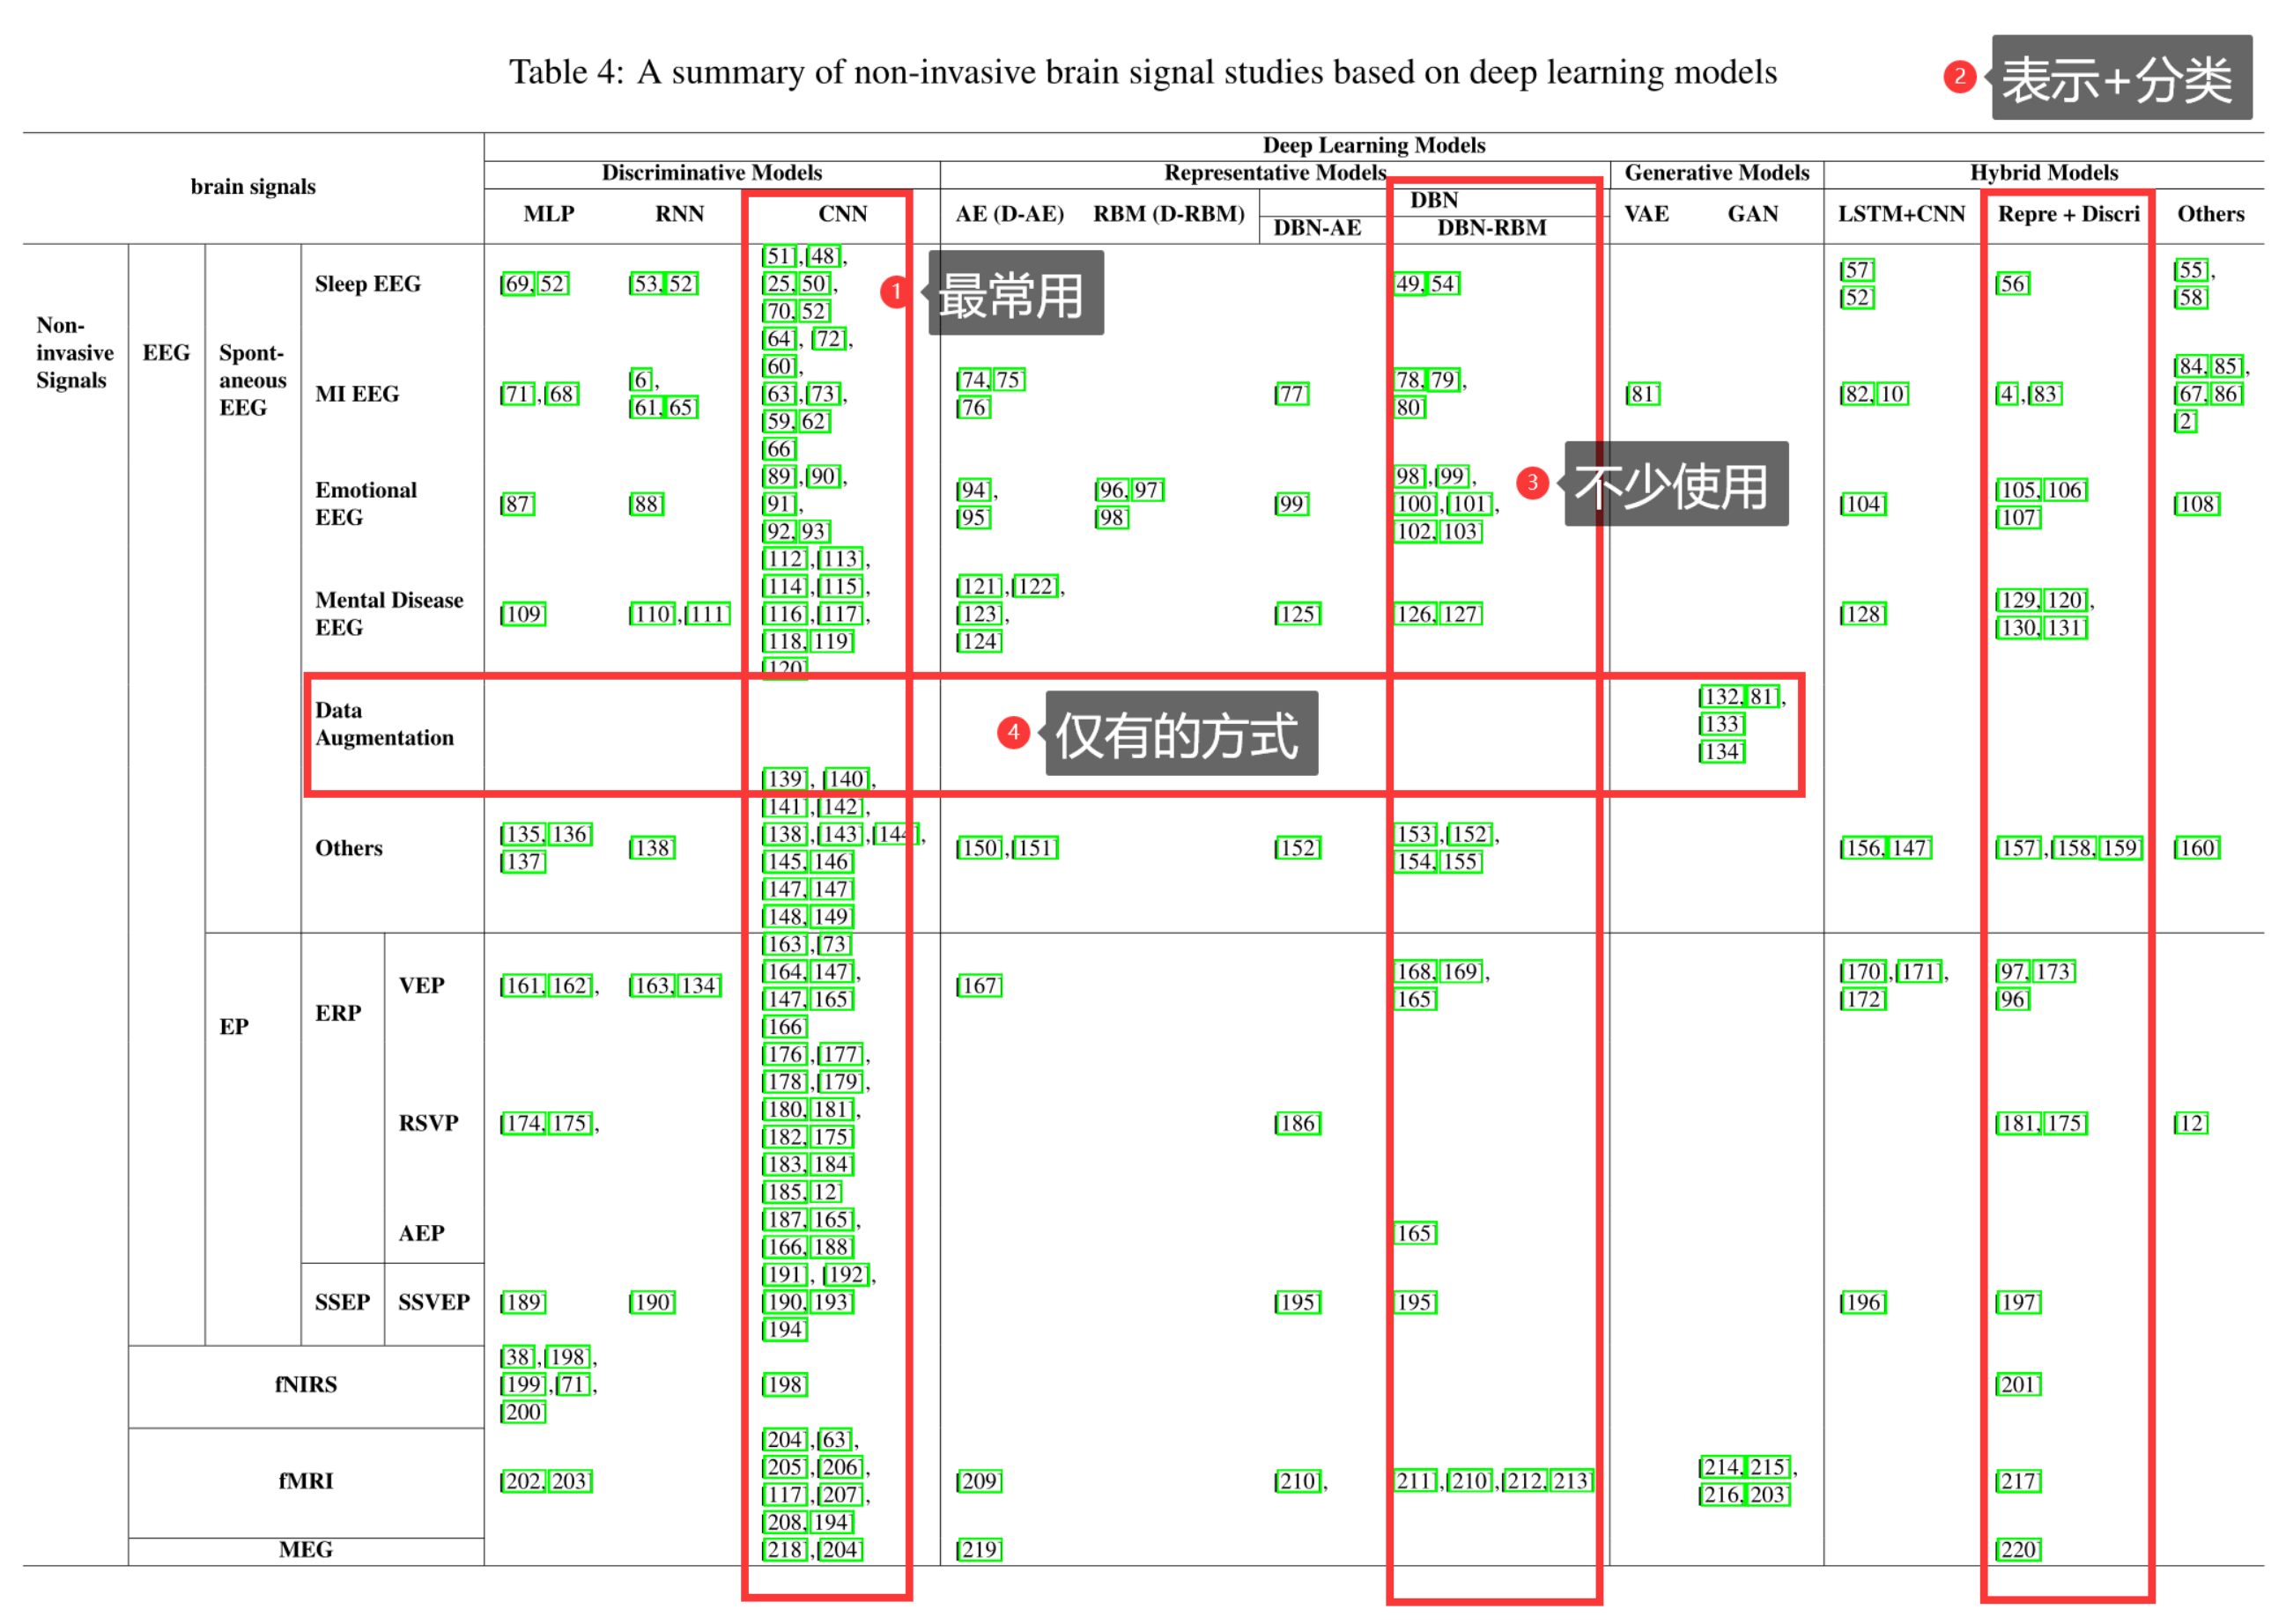 Table 4: A summary of non-invasive brain signal studies based on deep learning models
2 表示+分类
brain signals
Deep Learning Models
Discriminative Models Representative Models Generative Models Hybrid Models
MLP RNN CNN AE (D-AE) RBM (D-RBM) DBN VAE GAN LSTM+CNN Repre + Discri Others
DBN-AE DBN-RBM
Non-invasive Signals
EEG
Spont-aneous EEG
Sleep EEG [69, 52] [53, 52] [51], [48], [25, 50], [70, 52] [49, 54] [57] [52] [56] [55], [58]
1 最常用
MI EEG [71], [68] [6], [61, 65] [64], [72], [60], [63], [73], [59, 62] [66] [74, 75] [76] [77] [78, 79], [80] [81] [82, 10] [4], [83] [84, 85], [67, 86] [2]
3 不少使用
Emotional EEG [87] [88] [89], [90], [91], [92, 93] [94], [95] [96, 97] [98] [99] [98], [99], [100], [101], [102, 103] [104] [105, 106] [107] [108]
Mental Disease EEG [109] [110], [111] [112], [113], [114], [115], [116], [117], [118, 119] [120] [121], [122], [123], [124] [125] [126, 127] [128] [129, 120], [130, 131]
Data Augmentation [132, 81], [133] [134]
4 仅有的方式
Others [135, 136] [137] [138] [139], [140], [141], [142], [138], [143], [144], [145, 146] [147, 147] [148, 149] [150], [151] [152] [153], [152], [154, 155] [156, 147] [157], [158, 159] [160]
EP
ERP
VEP [161, 162], [163, 134] [163], [73] [164, 147], [147, 165] [166] [167] [168, 169], [165] [170], [171], [172] [97, 173] [96]
RSVP [174, 175], [176], [177], [178], [179], [180, 181], [182, 175] [183, 184] [185, 12] [186] [181, 175] [12]
AEP [187, 165], [166, 188] [165]
SSEP SSVEP [189] [190] [191], [192], [190, 193] [194] [195] [195] [196] [197]
fNIRS [38], [198], [199], [71], [200] [198] [201]
fMRI [202, 203] [204], [63], [205], [206], [117], [207], [208, 194] [209] [210], [211], [210], [212, 213] [214, 215], [216, 203] [217]
MEG [218], [204] [219] [220]